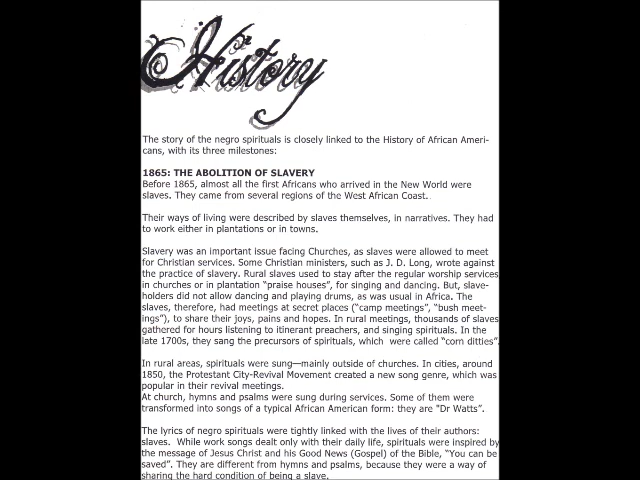 History
The story of the negro spirituals is closely linked to the History of African Ameri-
cans, with its three milestones:
1865: THE ABOLITION OF SLAVERY
Before 1865, almost all the first Africans who arrived in the New World were
slaves. They came from several regions of the West African Coast.
Their ways of living were described by slaves themselves, in narratives. They had
to work either in plantations or in towns.
Slavery was an important issue facing Churches, as slaves were allowed to meet
for Christian services. Some Christian ministers, such as J. D. Long, wrote against
the practice of slavery. Rural slaves used to stay after the regular worship services,
in churches or in plantation “praise houses”, for singing and dancing. But, slave-
holders did not allow dancing and playing drums, as was usual in Africa. The
slaves, therefore, had meetings at secret places (“camp meetings”, “bush meet-
ings”), to share their joys, pains and hopes. In rural meetings, thousands of slaves
gathered for hours listening to itinerant preachers, and singing spirituals. In the
late 1700s, they sang the precursors of spirituals, which were called “corn ditties”.
In rural areas, spirituals were sung—mainly outside of churches. In cities, around
1850, the Protestant City-Revival Movement created a new song genre, which was
popular in their revival meetings.
At church, hymns and psalms were sung during services. Some of them were
transformed into songs of a typical African American form: they are “Dr Watts”.
The lyrics of negro spirituals were tightly linked with the lives of their authors:
slaves. While work songs dealt only with their daily life, spirituals were inspired by
the message of Jesus Christ and his Good News (Gospel) of the Bible, “You can be
saved”. They are different from hymns and psalms, because they were a way of
sharing the hard condition of being a slave.